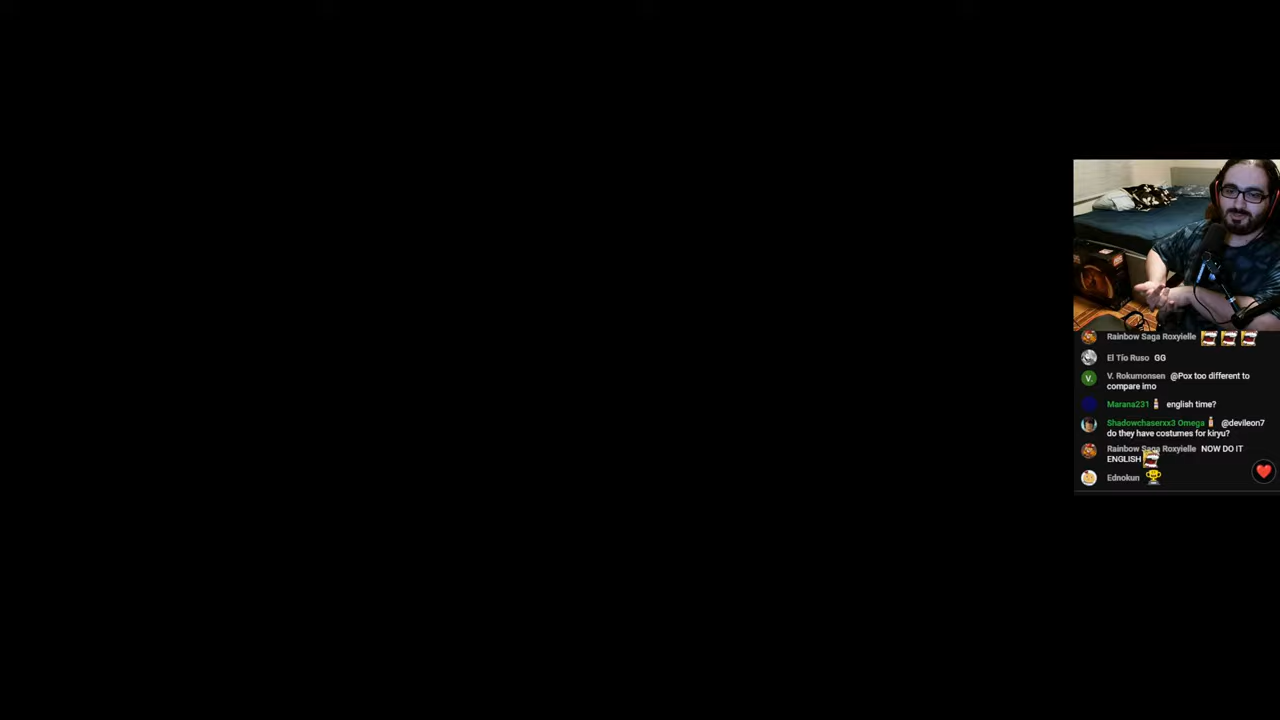 Rainbow Saga Roxyielle
El Tío Ruso GG
V.
V. Rokumonsen @Pox too different to
compare imo
Marana231 english time?
Shadowchaserxx3 Omega @devileon7
do they have costumes for kiryu?
Rainbow Saga Roxyielle NOW DO IT
ENGLISH
Ednokun